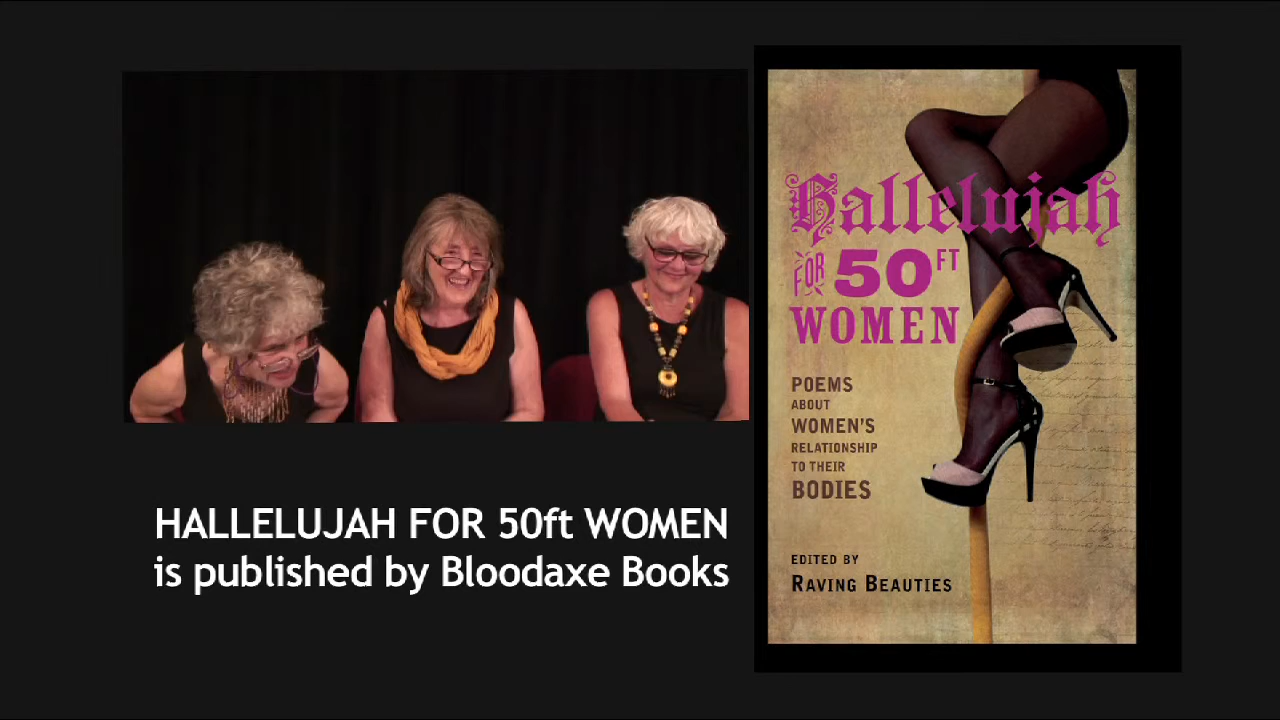 HALLELUJAH FOR 50ft WOMEN
is published by Bloodaxe Books
Hallelujah
FOR 50FT
WOMEN
POEMS
ABOUT
WOMEN'S
RELATIONSHIP
TO THEIR
BODIES
EDITED BY
RAVING BEAUTIES